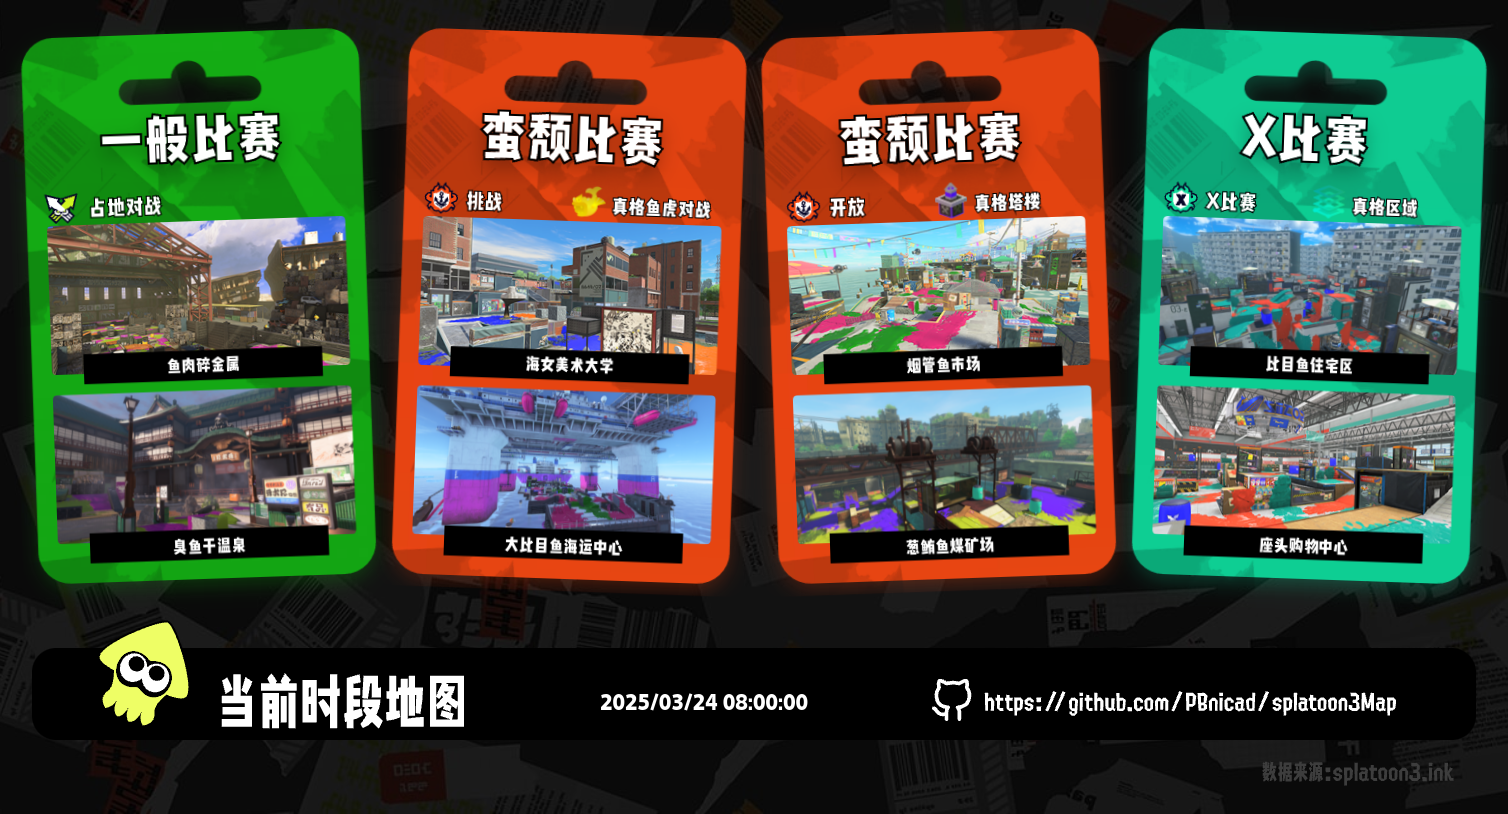 一般比赛
占地对战
鱼肉碎金属
臭鱼干温泉
蛮颓比赛
挑战
真格鱼虎对战
海女美术大学
大比目鱼海运中心
蛮颓比赛
开放
真格塔楼
烟管鱼市场
葱鲔鱼煤矿场
X比赛
X比赛
真格区域
比目鱼住宅区
座头购物中心
当前时段地图
2025/03/24 08:00:00
https://github.com/PBnicad/splatoon3Map
数据来源:splatoon3.ink